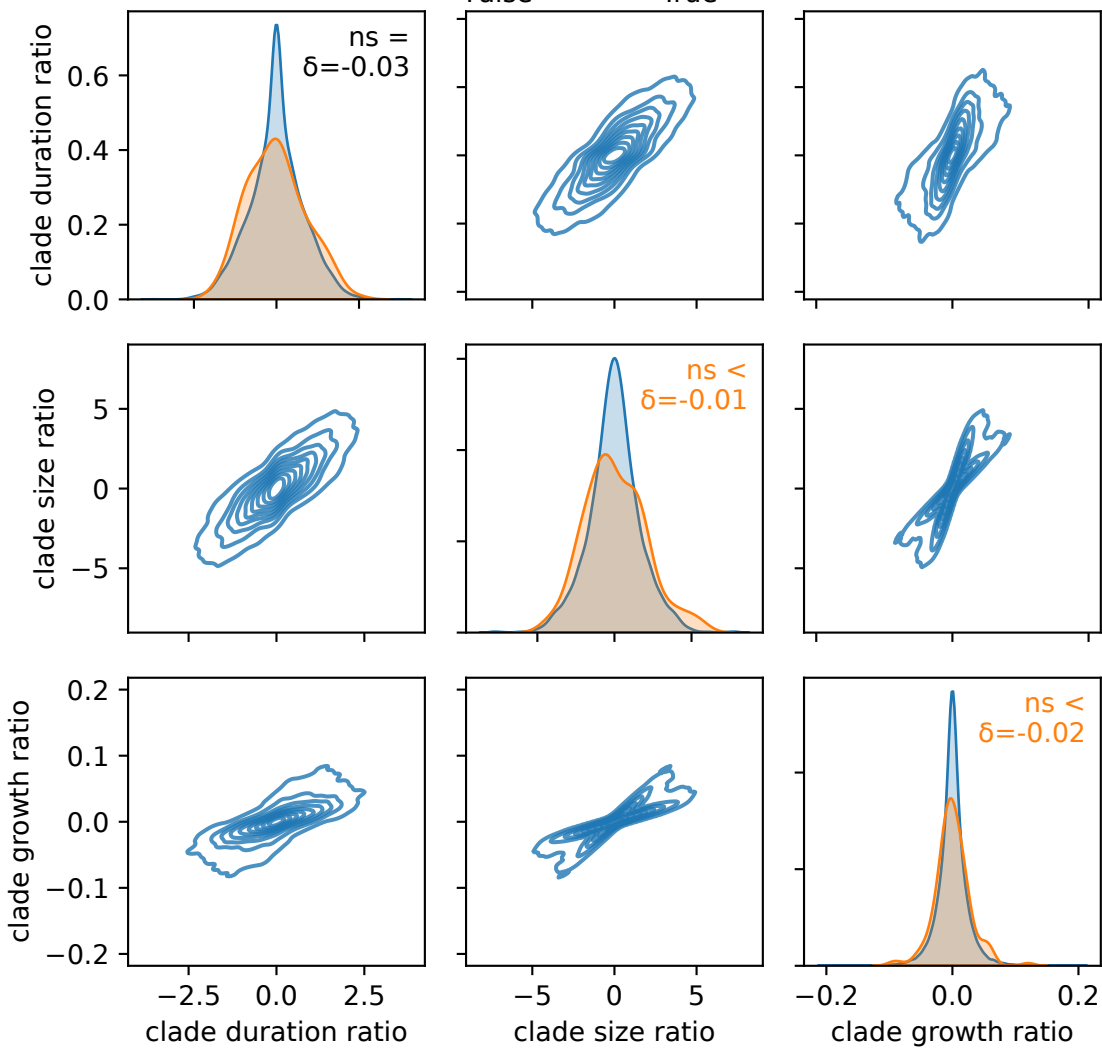 clade duration ratio
0.6
0.4
0.2
0.0
ns =
δ=-0.03
clade size ratio
5
0
−5
ns <
δ=-0.01
clade growth ratio
0.2
0.1
0.0
−0.1
−0.2
ns <
δ=-0.02
−2.5 0.0 2.5
−5 0 5
−0.2 0.0 0.2
clade duration ratio
clade size ratio
clade growth ratio